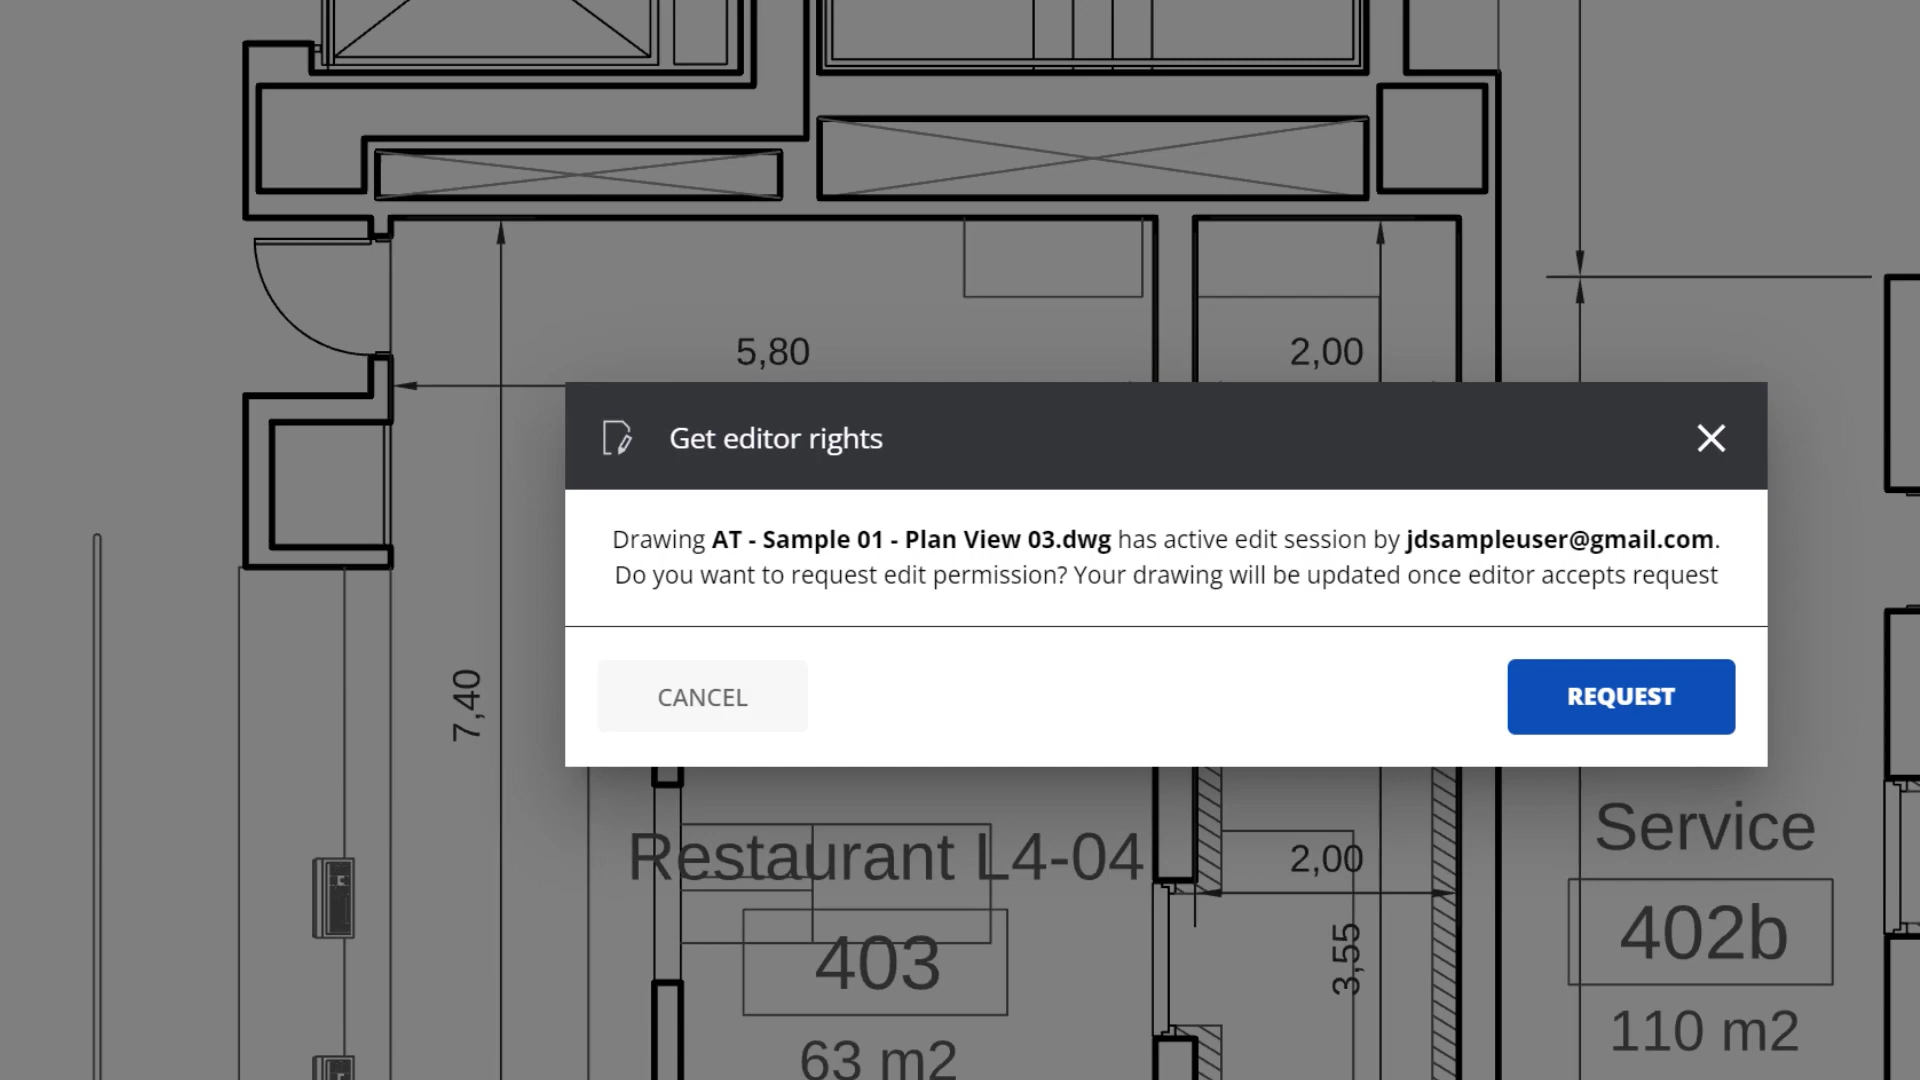 5,80
2,00
Get editor rights
Drawing AT - Sample 01 - Plan View 03.dwg has active edit session by jdsampleuser@gmail.com.
Do you want to request edit permission? Your drawing will be updated once editor accepts request
CANCEL
REQUEST
7,40
Restaurant L4-04
403
63 m2
2,00
3,55
Service
402b
110 m2